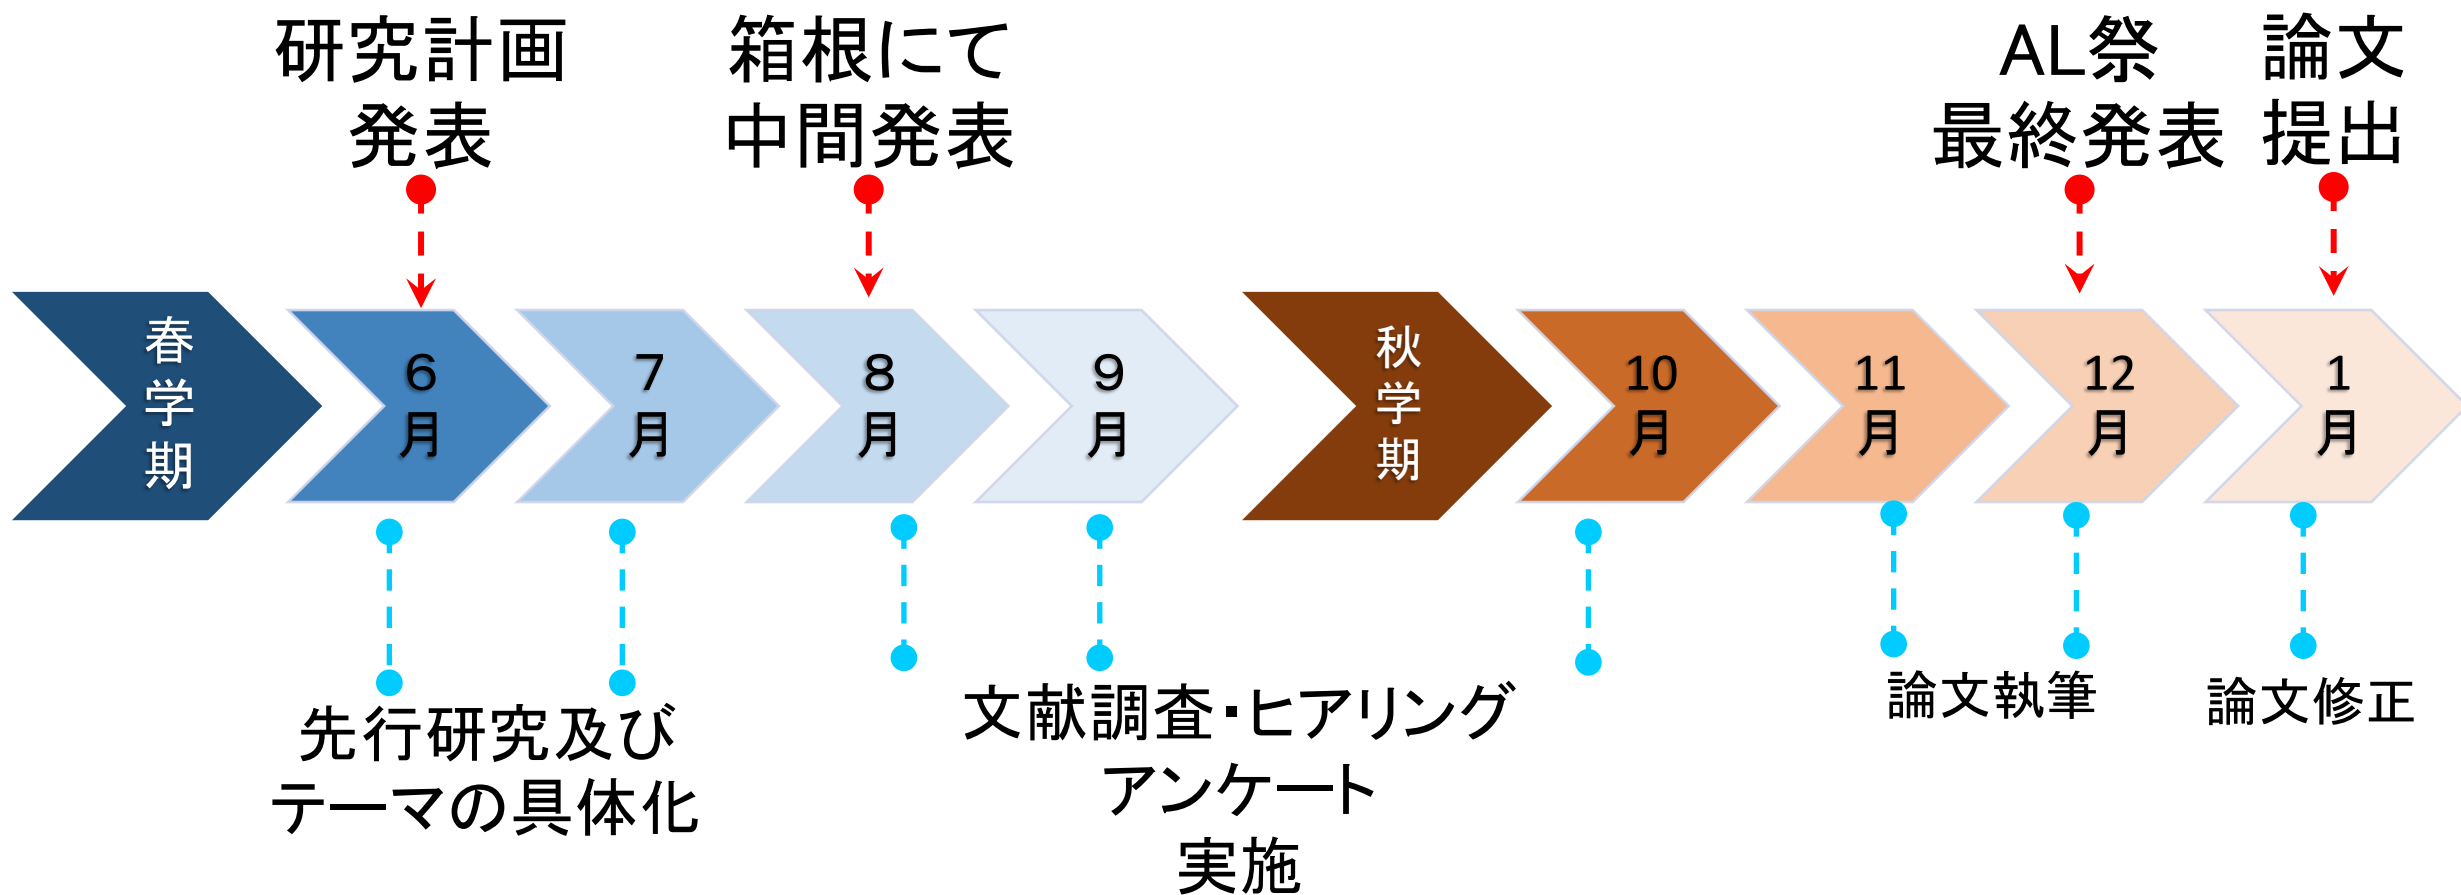 研究計画
発表
箱根にて
中間発表
AL祭
最終発表
論文
提出
春
学
期
６
月
７
月
８
月
９
月
秋
学
期
10
月
11
月
12
月
1
月
先行研究及び
テーマの具体化
文献調査・ヒアリング
アンケート
実施
論文執筆
論文修正